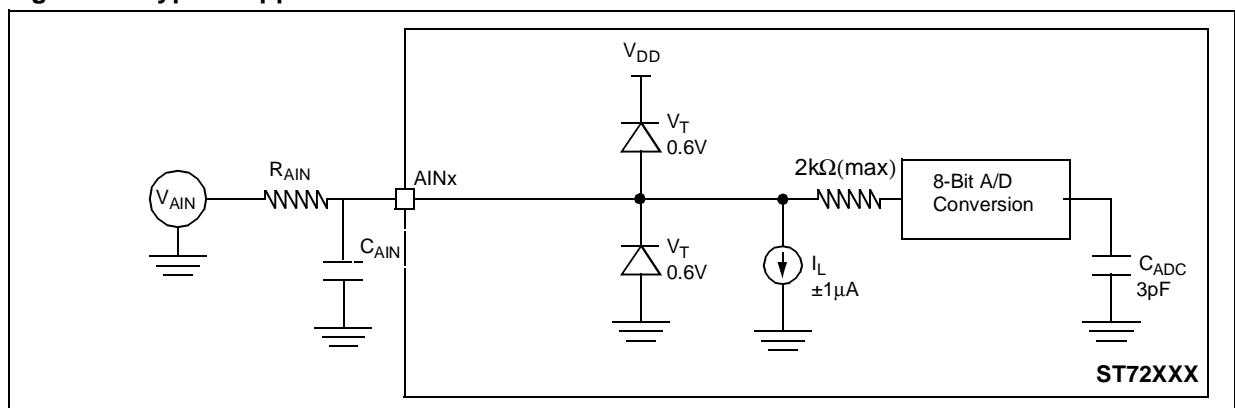 V_DD
V_T
0.6V
R_AIN
AINx
2kΩ(max)
8-Bit A/D
Conversion
V_AIN
C_AIN
V_T
0.6V
I_L
±1µA
C_ADC
3pF
ST72XXX